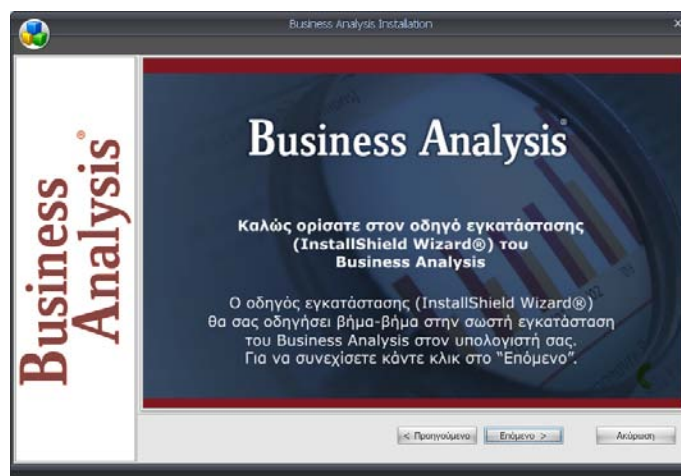 Business Analysis Installation
Business
Analysis®
Business Analysis®
Καλώς ορίσατε στον οδηγό εγκατάστασης
(InstallShield Wizard®) του
Business Analysis
Ο οδηγός εγκατάστασης (InstallShield Wizard®)
θα σας οδηγήσει βήμα-βήμα στην σωστή εγκατάσταση
του Business Analysis στον υπολογιστή σας.
Για να συνεχίσετε κάντε κλικ στο “Επόμενο”.
< Προηγούμενο
Επόμενο >
Ακύρωση